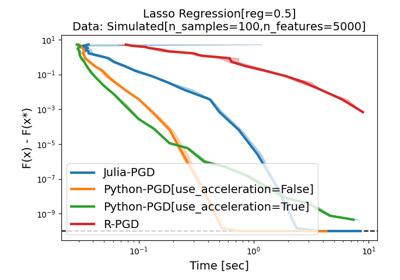 Lasso Regression[reg=0.5]
Data: Simulated[n_samples=100,n_features=5000]
F(x) - F(x*)
10¹
10⁻¹
10⁻³
10⁻⁵
10⁻⁷
10⁻⁹
Julia-PGD
Python-PGD[use_acceleration=False]
Python-PGD[use_acceleration=True]
R-PGD
10⁻¹ 10⁰ 10¹
Time [sec]